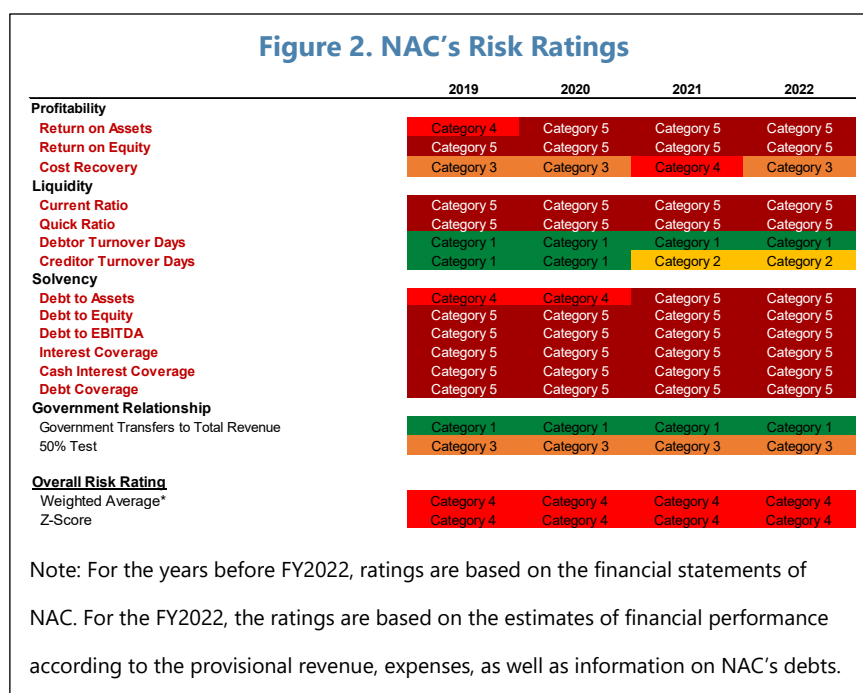 Figure 2. NAC's Risk Ratings
2019 2020 2021 2022
Profitability
Return on Assets Category 4 Category 5 Category 5 Category 5
Return on Equity Category 5 Category 5 Category 5 Category 5
Cost Recovery Category 3 Category 3 Category 4 Category 3
Liquidity
Current Ratio Category 5 Category 5 Category 5 Category 5
Quick Ratio Category 5 Category 5 Category 5 Category 5
Debtor Turnover Days Category 1 Category 1 Category 1 Category 1
Creditor Turnover Days Category 1 Category 1 Category 2 Category 2
Solvency
Debt to Assets Category 4 Category 4 Category 5 Category 5
Debt to Equity Category 5 Category 5 Category 5 Category 5
Debt to EBITDA Category 5 Category 5 Category 5 Category 5
Interest Coverage Category 5 Category 5 Category 5 Category 5
Cash Interest Coverage Category 5 Category 5 Category 5 Category 5
Debt Coverage Category 5 Category 5 Category 5 Category 5
Government Relationship
Government Transfers to Total Revenue Category 1 Category 1 Category 1 Category 1
50% Test Category 3 Category 3 Category 3 Category 3
Overall Risk Rating
Weighted Average* Category 4 Category 4 Category 4 Category 4
Z-Score Category 4 Category 4 Category 4 Category 4
Note: For the years before FY2022, ratings are based on the financial statements of
NAC. For the FY2022, the ratings are based on the estimates of financial performance
according to the provisional revenue, expenses, as well as information on NAC's debts.